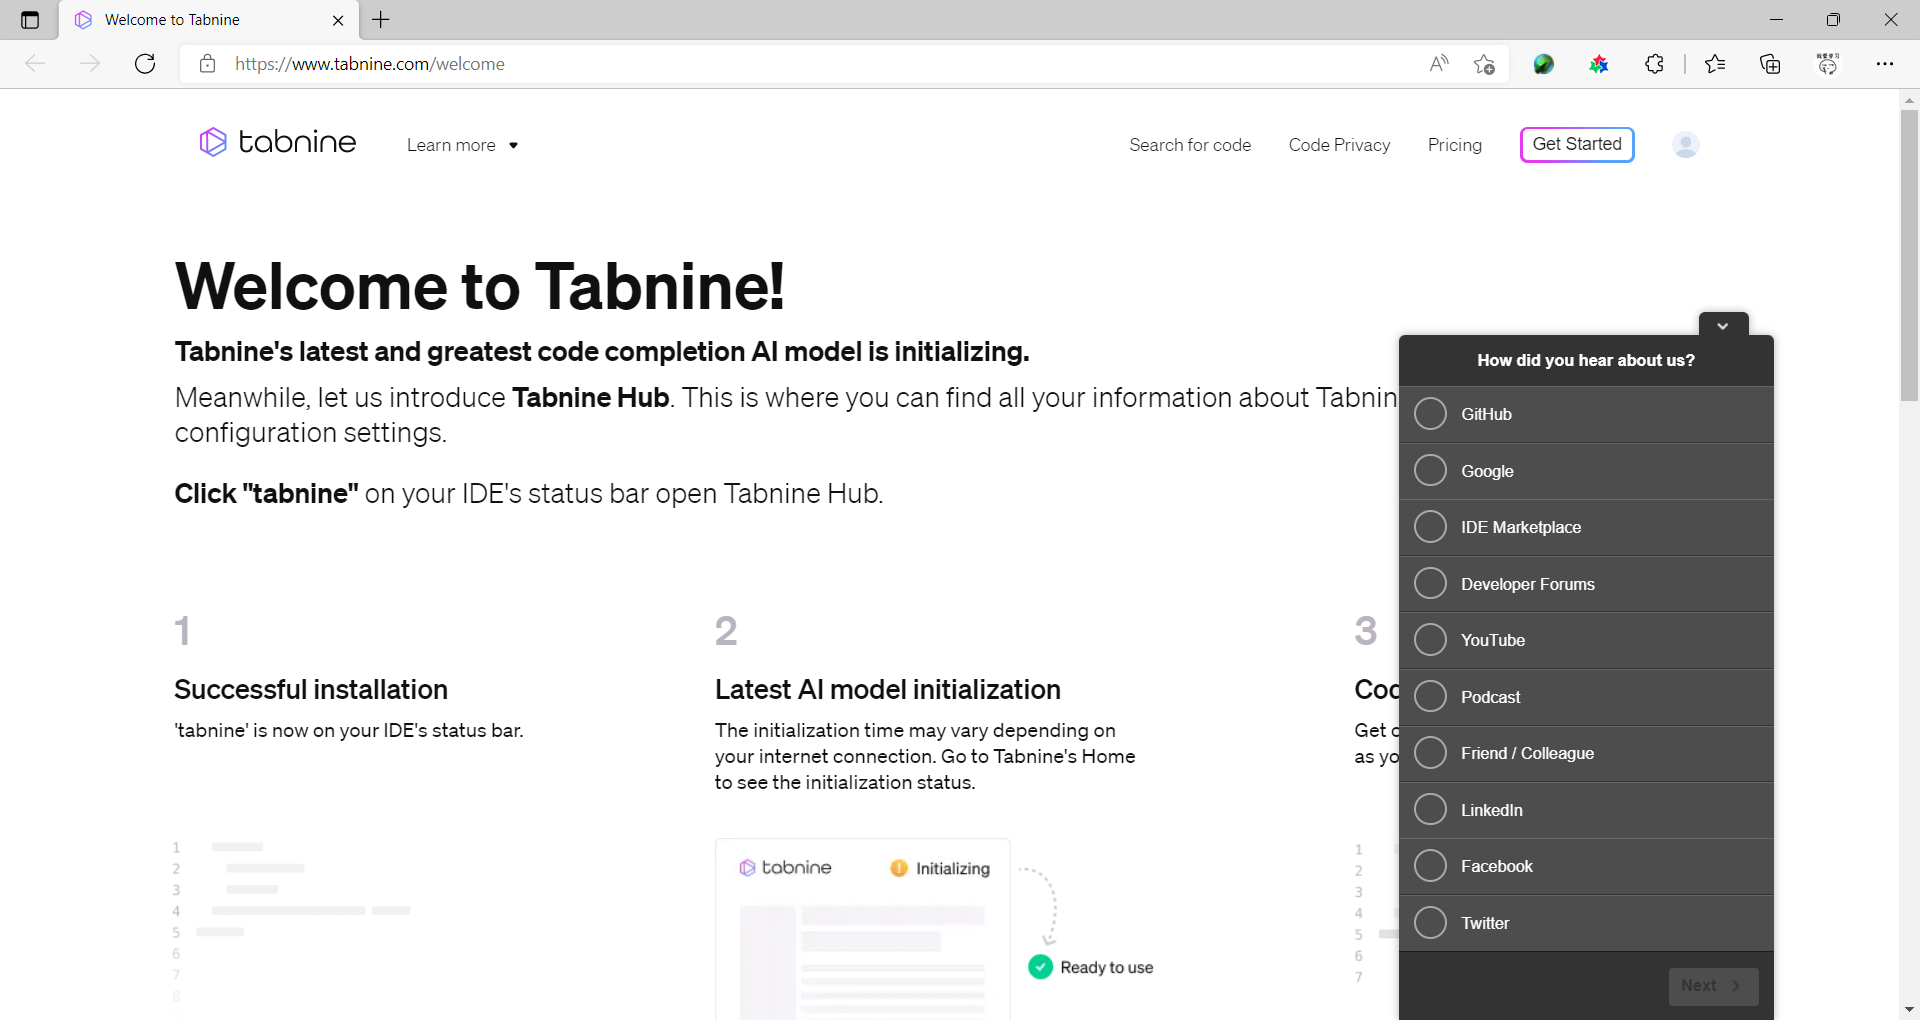 Welcome to Tabnine
https://www.tabnine.com/welcome
我爱学习
tabnine
Learn more
Search for code
Code Privacy
Pricing
Get Started
Welcome to Tabnine!
Tabnine's latest and greatest code completion AI model is initializing.
Meanwhile, let us introduce Tabnine Hub. This is where you can find all your information about Tabnin
configuration settings.
Click "tabnine" on your IDE's status bar open Tabnine Hub.
1
Successful installation
'tabnine' is now on your IDE's status bar.
1
2
3
4
5
6
7
8
2
Latest AI model initialization
The initialization time may vary depending on
your internet connection. Go to Tabnine's Home
to see the initialization status.
tabnine
Initializing
Ready to use
3
Get
as yo
1
2
3
4
5
6
7
How did you hear about us?
GitHub
Google
IDE Marketplace
Developer Forums
YouTube
Podcast
Friend / Colleague
LinkedIn
Facebook
Twitter
Next